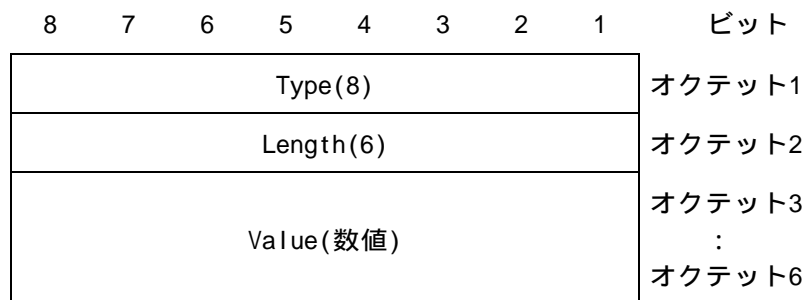 8 7 6 5 4 3 2 1 ビット
Type(8) オクテット1
Length(6) オクテット2
オクテット3
Value(数値) :
オクテット6